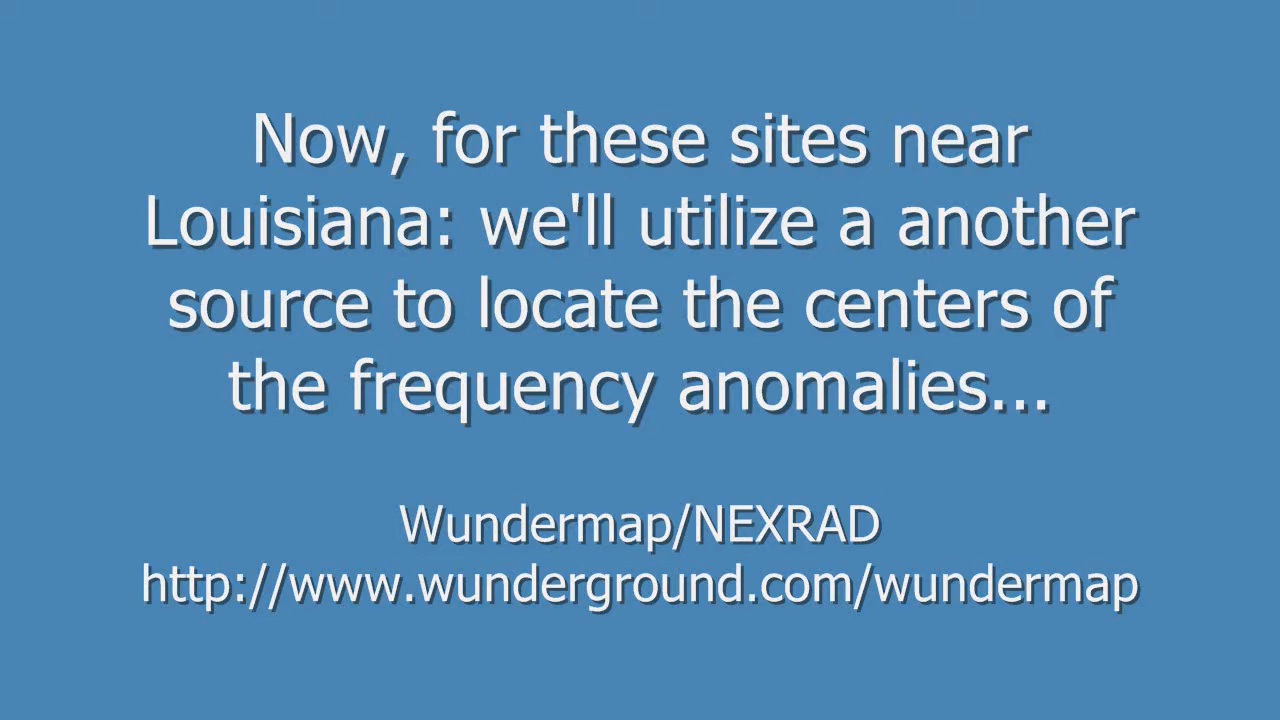 Now, for these sites near
Louisiana: we'll utilize a another
source to locate the centers of
the frequency anomalies...
Wundermap/NEXRAD
http://www.wunderground.com/wundermap